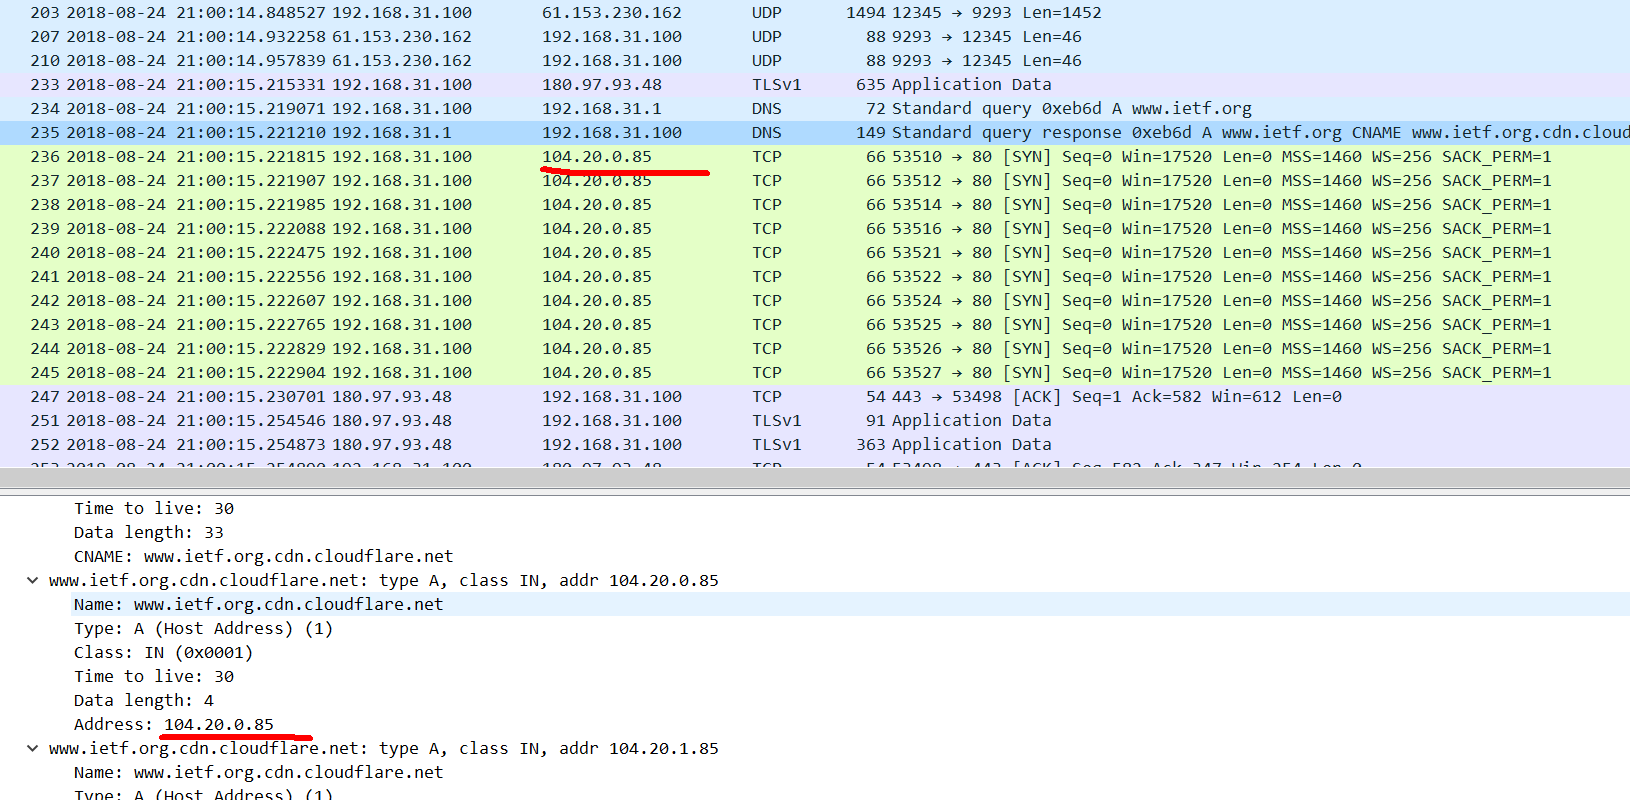 203 2018-08-24 21:00:14.848527 192.168.31.100 61.153.230.162 UDP 1494 12345 → 9293 Len=1452
207 2018-08-24 21:00:14.932258 61.153.230.162 192.168.31.100 UDP 88 9293 → 12345 Len=46
210 2018-08-24 21:00:14.957839 61.153.230.162 192.168.31.100 UDP 88 9293 → 12345 Len=46
233 2018-08-24 21:00:15.215331 192.168.31.100 180.97.93.48 TLSv1 635 Application Data
234 2018-08-24 21:00:15.219071 192.168.31.100 192.168.31.1 DNS 72 Standard query 0xeb6d A www.ietf.org
235 2018-08-24 21:00:15.221210 192.168.31.1 192.168.31.100 DNS 149 Standard query response 0xeb6d A www.ietf.org CNAME www.ietf.org.cdn.cloud
236 2018-08-24 21:00:15.221815 192.168.31.100 104.20.0.85 TCP 66 53510 → 80 [SYN] Seq=0 Win=17520 Len=0 MSS=1460 WS=256 SACK_PERM=1
237 2018-08-24 21:00:15.221907 192.168.31.100 104.20.0.85 TCP 66 53512 → 80 [SYN] Seq=0 Win=17520 Len=0 MSS=1460 WS=256 SACK_PERM=1
238 2018-08-24 21:00:15.221985 192.168.31.100 104.20.0.85 TCP 66 53514 → 80 [SYN] Seq=0 Win=17520 Len=0 MSS=1460 WS=256 SACK_PERM=1
239 2018-08-24 21:00:15.222088 192.168.31.100 104.20.0.85 TCP 66 53516 → 80 [SYN] Seq=0 Win=17520 Len=0 MSS=1460 WS=256 SACK_PERM=1
240 2018-08-24 21:00:15.222475 192.168.31.100 104.20.0.85 TCP 66 53521 → 80 [SYN] Seq=0 Win=17520 Len=0 MSS=1460 WS=256 SACK_PERM=1
241 2018-08-24 21:00:15.222556 192.168.31.100 104.20.0.85 TCP 66 53522 → 80 [SYN] Seq=0 Win=17520 Len=0 MSS=1460 WS=256 SACK_PERM=1
242 2018-08-24 21:00:15.222607 192.168.31.100 104.20.0.85 TCP 66 53524 → 80 [SYN] Seq=0 Win=17520 Len=0 MSS=1460 WS=256 SACK_PERM=1
243 2018-08-24 21:00:15.222765 192.168.31.100 104.20.0.85 TCP 66 53525 → 80 [SYN] Seq=0 Win=17520 Len=0 MSS=1460 WS=256 SACK_PERM=1
244 2018-08-24 21:00:15.222829 192.168.31.100 104.20.0.85 TCP 66 53526 → 80 [SYN] Seq=0 Win=17520 Len=0 MSS=1460 WS=256 SACK_PERM=1
245 2018-08-24 21:00:15.222904 192.168.31.100 104.20.0.85 TCP 66 53527 → 80 [SYN] Seq=0 Win=17520 Len=0 MSS=1460 WS=256 SACK_PERM=1
247 2018-08-24 21:00:15.230701 180.97.93.48 192.168.31.100 TCP 54 443 → 53498 [ACK] Seq=1 Ack=582 Win=612 Len=0
251 2018-08-24 21:00:15.254546 180.97.93.48 192.168.31.100 TLSv1 91 Application Data
252 2018-08-24 21:00:15.254873 180.97.93.48 192.168.31.100 TLSv1 363 Application Data
Time to live: 30
Data length: 33
CNAME: www.ietf.org.cdn.cloudflare.net
www.ietf.org.cdn.cloudflare.net: type A, class IN, addr 104.20.0.85
Name: www.ietf.org.cdn.cloudflare.net
Type: A (Host Address) (1)
Class: IN (0x0001)
Time to live: 30
Data length: 4
Address: 104.20.0.85
www.ietf.org.cdn.cloudflare.net: type A, class IN, addr 104.20.1.85
Name: www.ietf.org.cdn.cloudflare.net
Type: A (Host Address) (1)